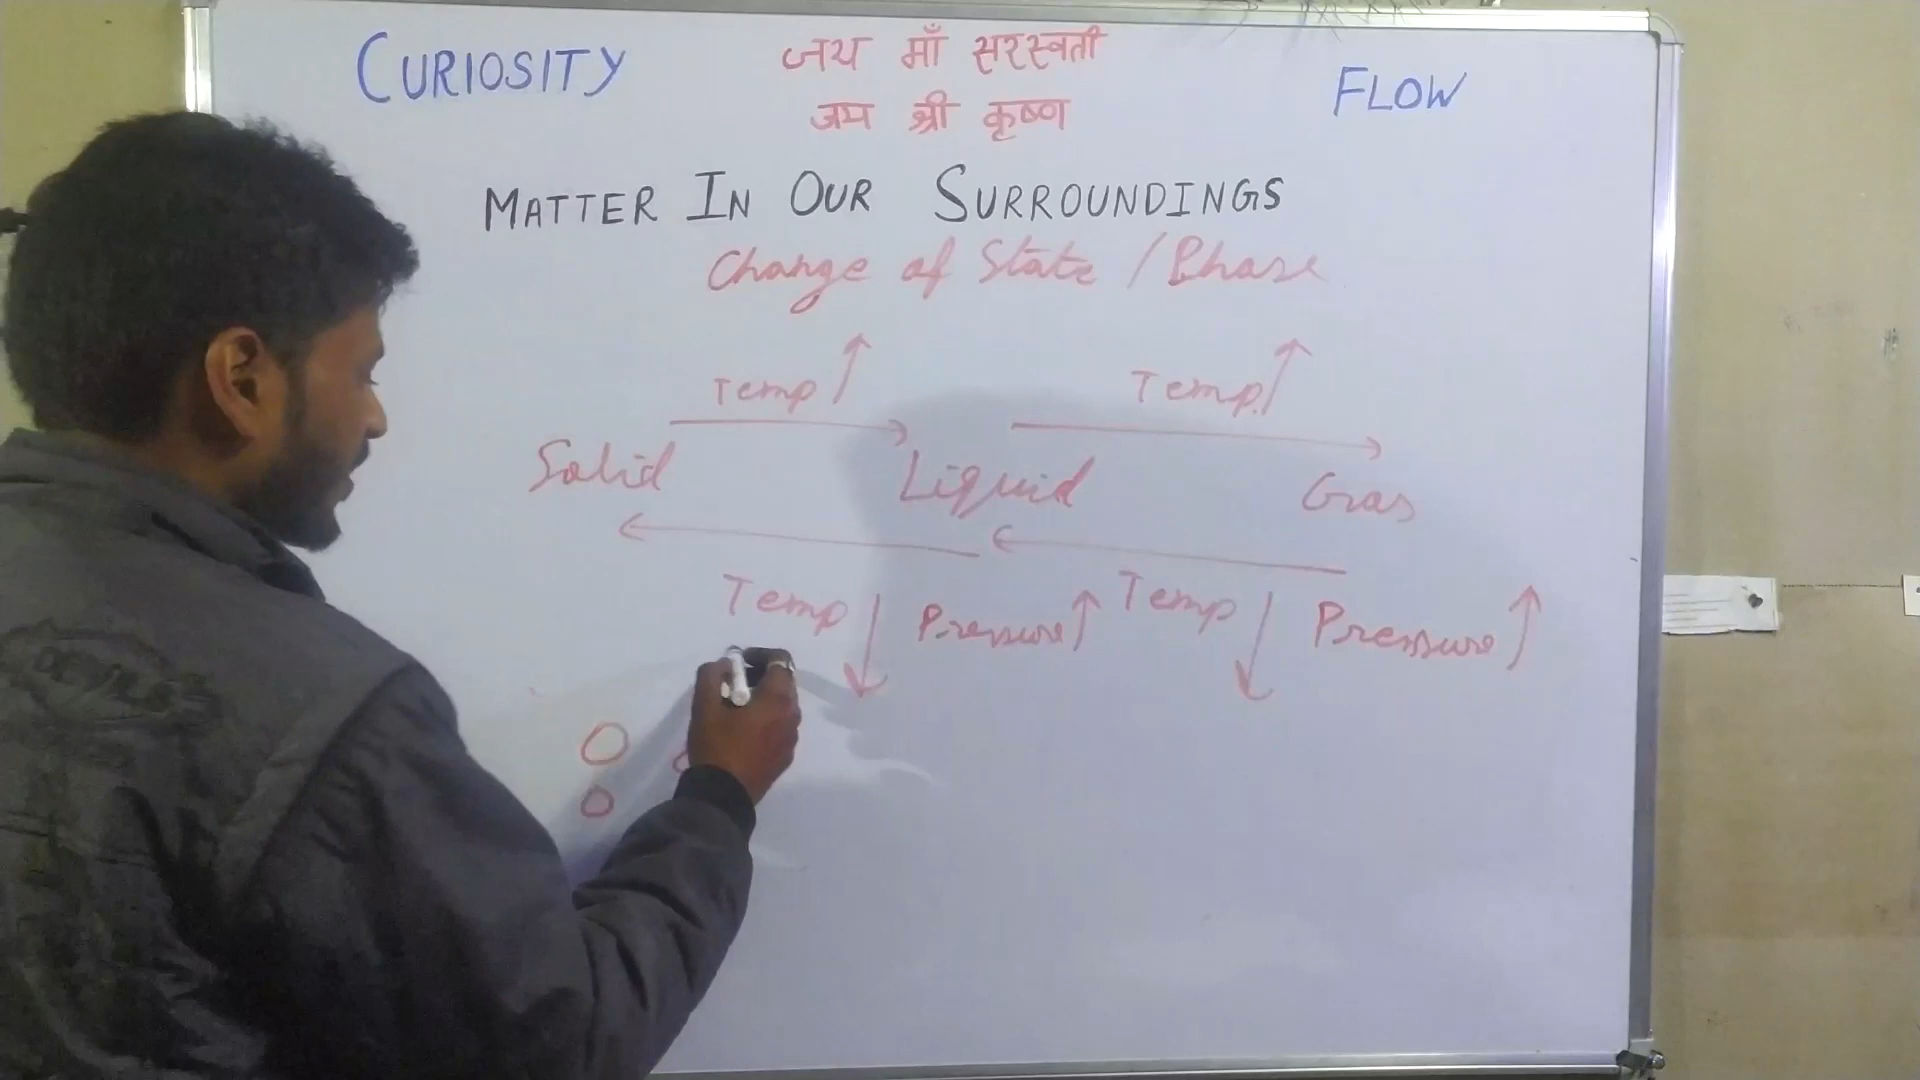 CURIOSITY
जय माँ सरस्वती
जय श्री कृष्ण
FLOW
MATTER IN OUR SURROUNDINGS
Change of State / Phase
Temp ↑ Temp. ↑
Solid Liquid Gas
Temp ↓ Pressure ↑ Temp ↓ Pressure ↑